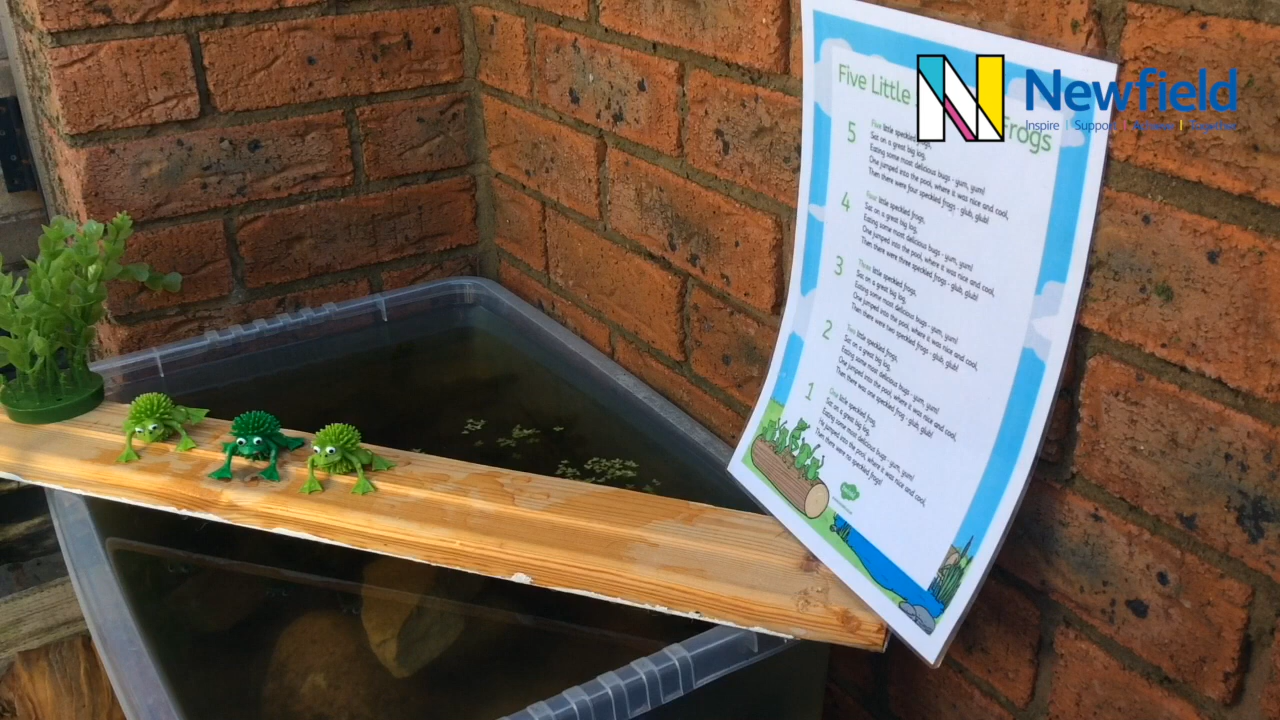 Five Little
Frogs
Newfield
Inspire | Support | Achieve | Together
5
Five little speckled frogs,
Sat on a great big log,
Eating some most delicious bugs - yum, yum!
One jumped into the pool, where it was nice and cool,
Then there were four speckled frogs - glub, glub!
4
Four little speckled frogs,
Sat on a great big log,
Eating some most delicious bugs - yum, yum!
One jumped into the pool, where it was nice and cool,
Then there were three speckled frogs - glub, glub!
3
Three little speckled frogs,
Sat on a great big log,
Eating some most delicious bugs - yum, yum!
One jumped into the pool, where it was nice and cool,
Then there were two speckled frogs - glub, glub!
2
Two little speckled frogs,
Sat on a great big log,
Eating some most delicious bugs - yum, yum!
One jumped into the pool, where it was nice and cool,
Then there was one speckled frog - glub, glub!
1
One little speckled frog,
Sat on a great big log,
Eating some most delicious bugs - yum, yum!
He jumped into the pool, where it was nice and cool,
Then there were no speckled frogs!